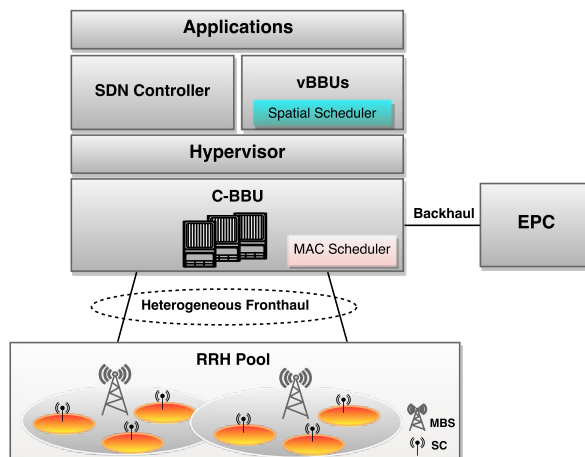 Applications
SDN Controller
vBBUs
Spatial Scheduler
Hypervisor
C-BBU
MAC Scheduler
Backhaul
EPC
Heterogeneous Fronthaul
RRH Pool
MBS
SC